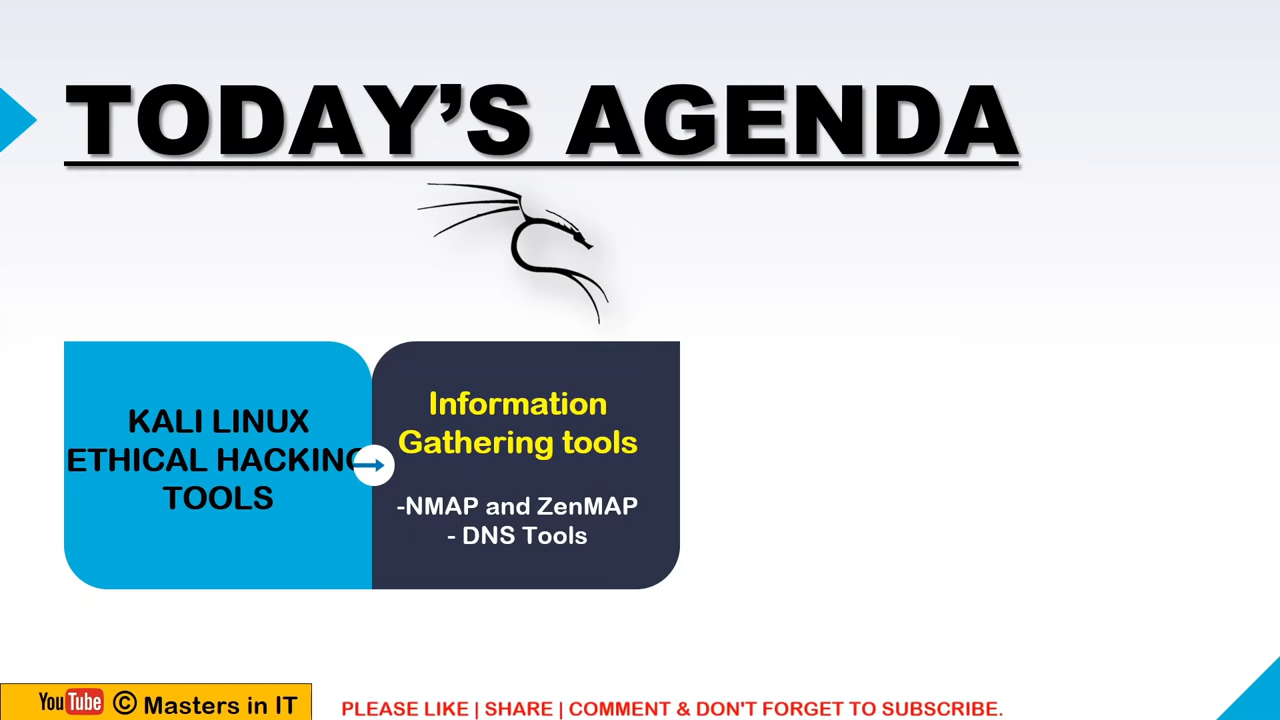 TODAY’S AGENDA
KALI LINUX
ETHICAL HACKING
TOOLS
Information
Gathering tools
-NMAP and ZenMAP
- DNS Tools
YouTube © Masters in IT
PLEASE LIKE | SHARE | COMMENT & DON'T FORGET TO SUBSCRIBE.